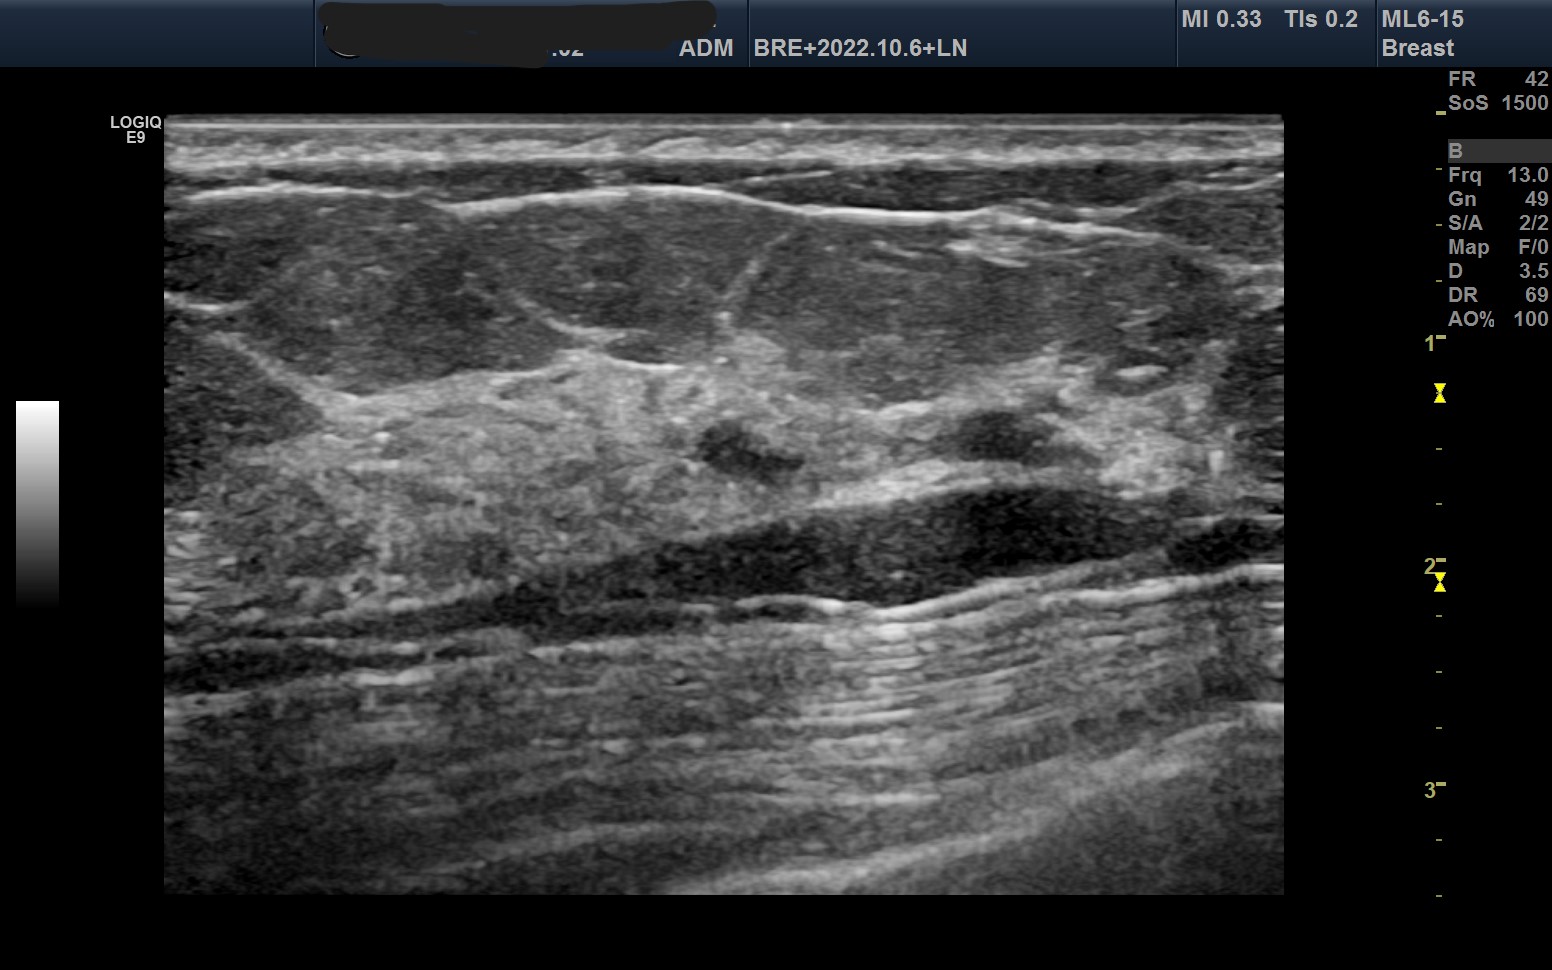 MI 0.33 TIs 0.2 ML6-15
ADM BRE+2022.10.6+LN Breast
FR 42
SoS 1500
LOGIQ
E9
B
Frq 13.0
Gn 49
S/A 2/2
Map F/0
D 3.5
DR 69
AO% 100
1
2
3